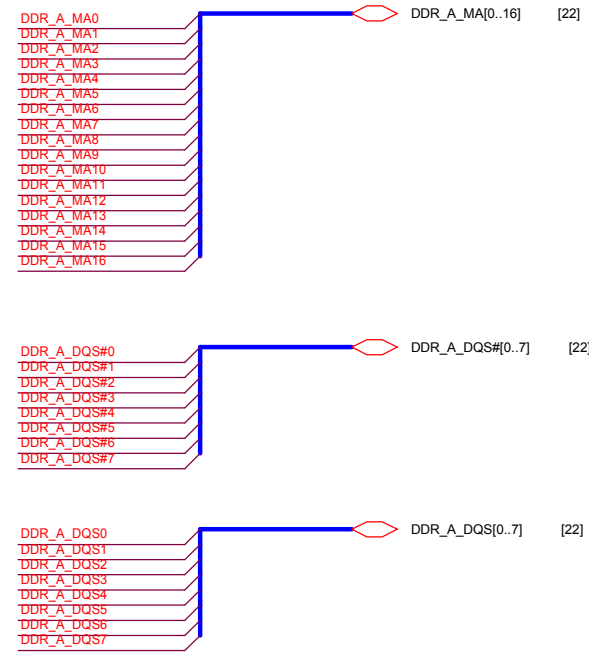 DDR_A_MA0
DDR_A_MA[0..16] [22]
DDR_A_MA1
DDR_A_MA2
DDR_A_MA3
DDR_A_MA4
DDR_A_MA5
DDR_A_MA6
DDR_A_MA7
DDR_A_MA8
DDR_A_MA9
DDR_A_MA10
DDR_A_MA11
DDR_A_MA12
DDR_A_MA13
DDR_A_MA14
DDR_A_MA15
DDR_A_MA16
DDR_A_DQS#0
DDR_A_DQS#[0..7] [22]
DDR_A_DQS#1
DDR_A_DQS#2
DDR_A_DQS#3
DDR_A_DQS#4
DDR_A_DQS#5
DDR_A_DQS#6
DDR_A_DQS#7
DDR_A_DQS0
DDR_A_DQS[0..7] [22]
DDR_A_DQS1
DDR_A_DQS2
DDR_A_DQS3
DDR_A_DQS4
DDR_A_DQS5
DDR_A_DQS6
DDR_A_DQS7